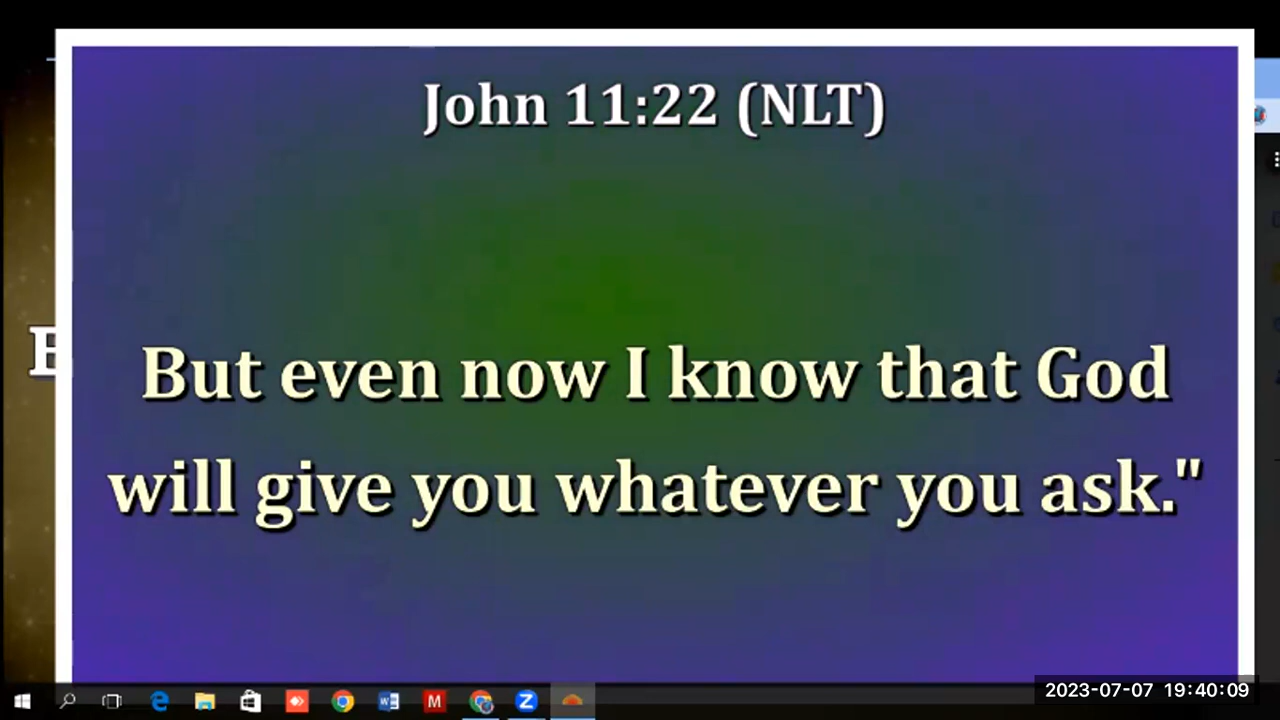 John 11:22 (NLT)
But even now I know that God
will give you whatever you ask."
2023-07-07 19:40:09